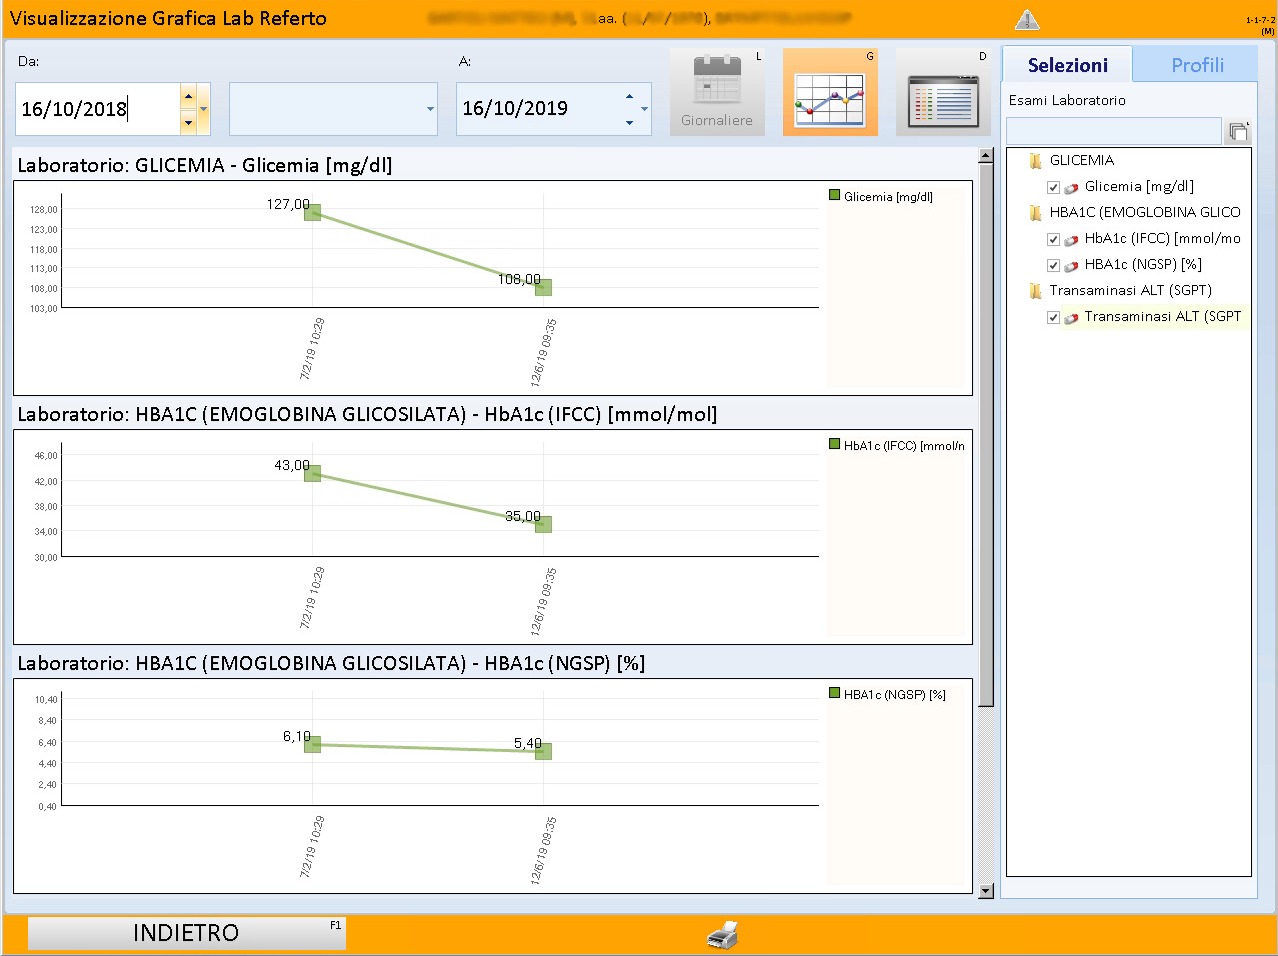 Visualizzazione Grafica Lab Referto
aa. (
1-1-7-2
(M)
Da:
A:
16/10/2018
16/10/2019
L
Giornaliere
G
D
Selezioni
Profili
Esami Laboratorio
GLICEMIA
Glicemia [mg/dl]
HBA1C (EMOGLOBINA GLICO
HbA1c (IFCC) [mmol/mo
HBA1c (NGSP) [%]
Transaminasi ALT (SGPT)
Transaminasi ALT (SGPT
Laboratorio: GLICEMIA - Glicemia [mg/dl]
128,00
123,00
118,00
113,00
108,00
103,00
127,00
108,00
7/2/19 10:29
12/6/19 09:35
Glicemia [mg/dl]
Laboratorio: HBA1C (EMOGLOBINA GLICOSILATA) - HbA1c (IFCC) [mmol/mol]
46,00
42,00
38,00
34,00
30,00
43,00
35,00
7/2/19 10:29
12/6/19 09:35
HbA1c (IFCC) [mmol/n
Laboratorio: HBA1C (EMOGLOBINA GLICOSILATA) - HBA1c (NGSP) [%]
10,40
8,40
6,40
4,40
2,40
0,40
6,10
5,40
7/2/19 10:29
12/6/19 09:35
HBA1c (NGSP) [%]
INDIETRO
F1